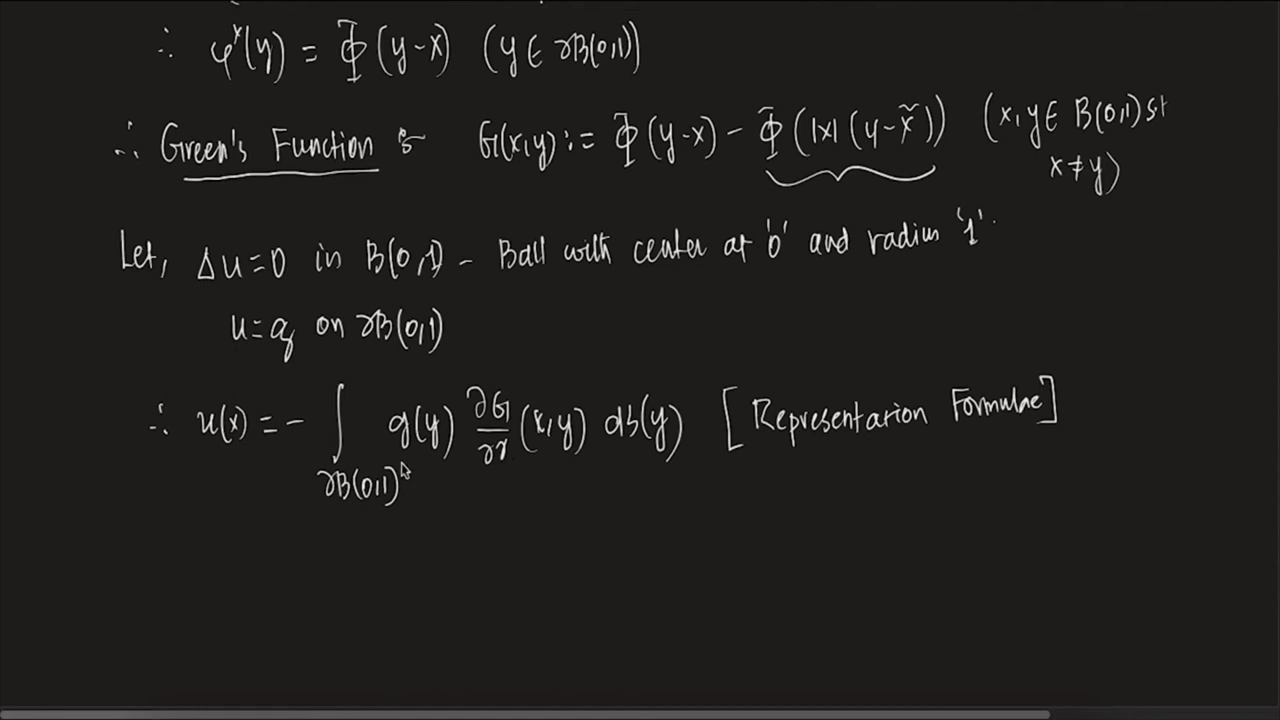 ∴ φˣ(y) = Φ(y-x) (y ∈ ∂B(0,1))
∴ Green's Function is G(x,y) := Φ(y-x) - Φ(|x|(y-x̃)) (x,y ∈ B(0,1) st
x ≠ y)
Let, Δu=0 in B(0,1) - Ball with center at '0' and radius '1'.
u=g on ∂B(0,1)
∴ u(x) = - ∫ g(y) ∂G/∂ν (x,y) ds(y) [Representation Formulae]
∂B(0,1)